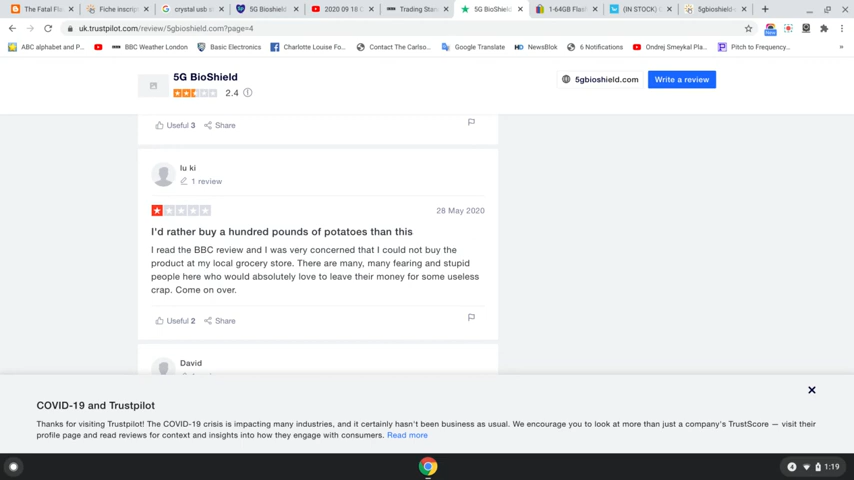 The Fatal Fla
Fiche inscrip
crystal usb s
5G Bioshield
2020 09 18 C
Trading Stan
5G BioShield
1-64GB Flas
(IN STOCK) C
5gbioshield-
uk.trustpilot.com/review/5gbioshield.com?page=4
ABC alphabet and P...
BBC Weather London
Basic Electronics
Charlotte Louise Fo...
Contact The Carlso...
Google Translate
HD NewsBlok
6 Notifications
Ondrej Smeykal Pla...
Pitch to Frequency...
»
5G BioShield
2.4
5gbioshield.com
Write a review
Useful 3 Share
lu ki
1 review
28 May 2020
I'd rather buy a hundred pounds of potatoes than this
I read the BBC review and I was very concerned that I could not buy the
product at my local grocery store. There are many, many fearing and stupid
people here who would absolutely love to leave their money for some useless
crap. Come on over.
Useful 2 Share
David
COVID-19 and Trustpilot
Thanks for visiting Trustpilot! The COVID-19 crisis is impacting many industries, and it certainly hasn't been business as usual. We encourage you to look at more than just a company's TrustScore — visit their
profile page and read reviews for context and insights into how they engage with consumers. Read more
4 1:19